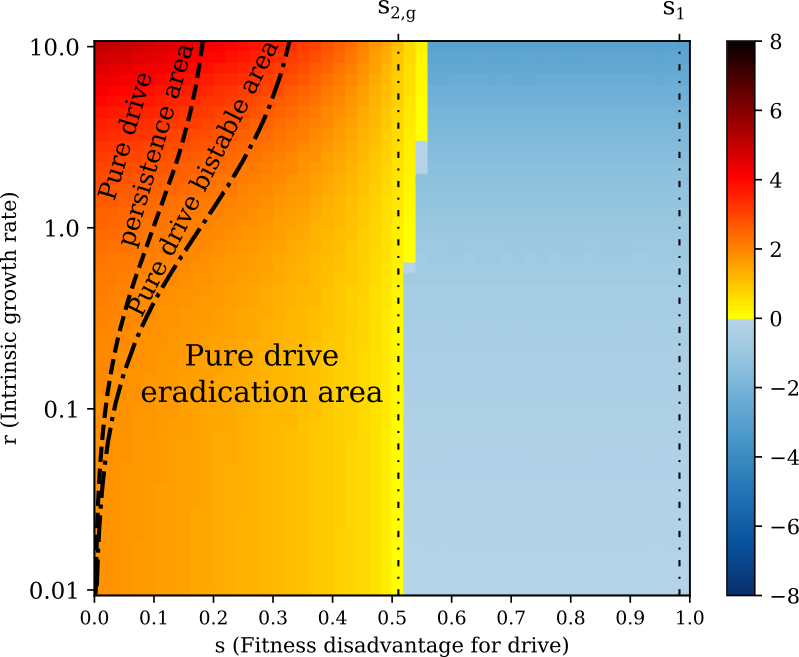 s2,g
s1
10.0
1.0
0.1
0.01
r (Intrinsic growth rate)
Pure drive
persistence area
Pure drive bistable area
Pure drive
eradication area
0.0
0.1
0.2
0.3
0.4
0.5
0.6
0.7
0.8
0.9
1.0
s (Fitness disadvantage for drive)
8
6
4
2
0
−2
−4
−6
−8